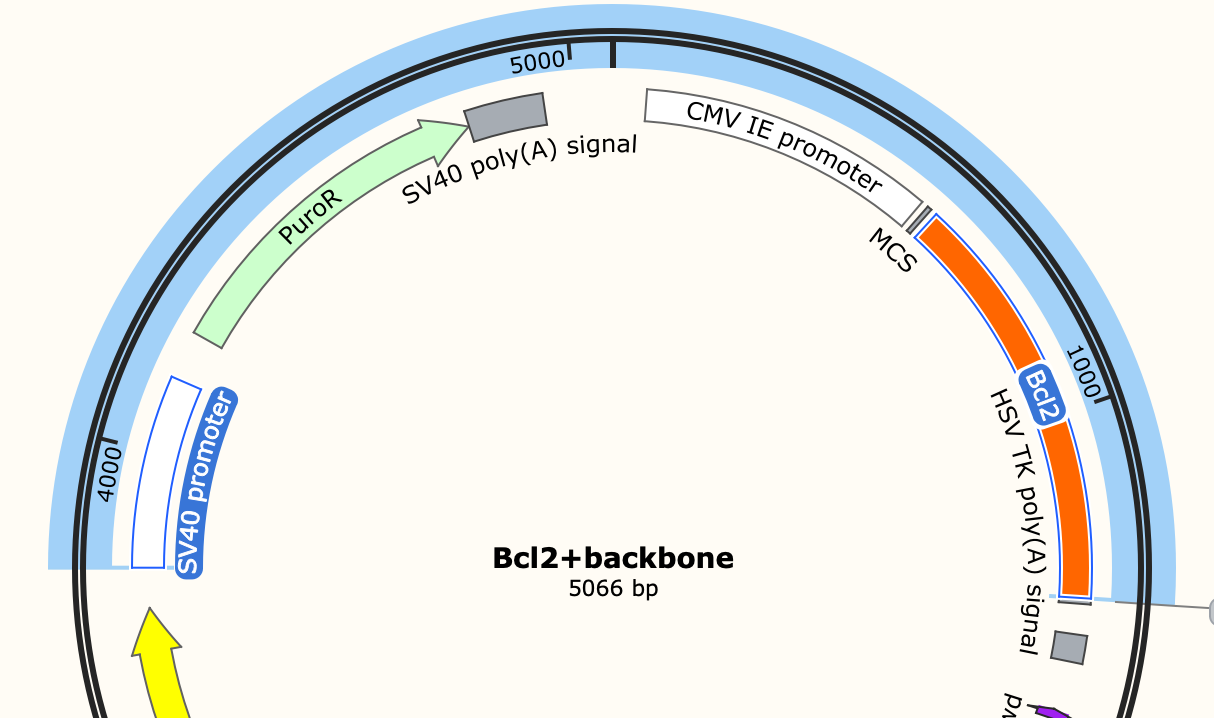 5000
CMV IE promoter
SV40 poly(A) signal
PuroR
MCS
1000
Bcl2
HSV TK poly(A) signal
4000
SV40 promoter
Bcl2+backbone
5066 bp